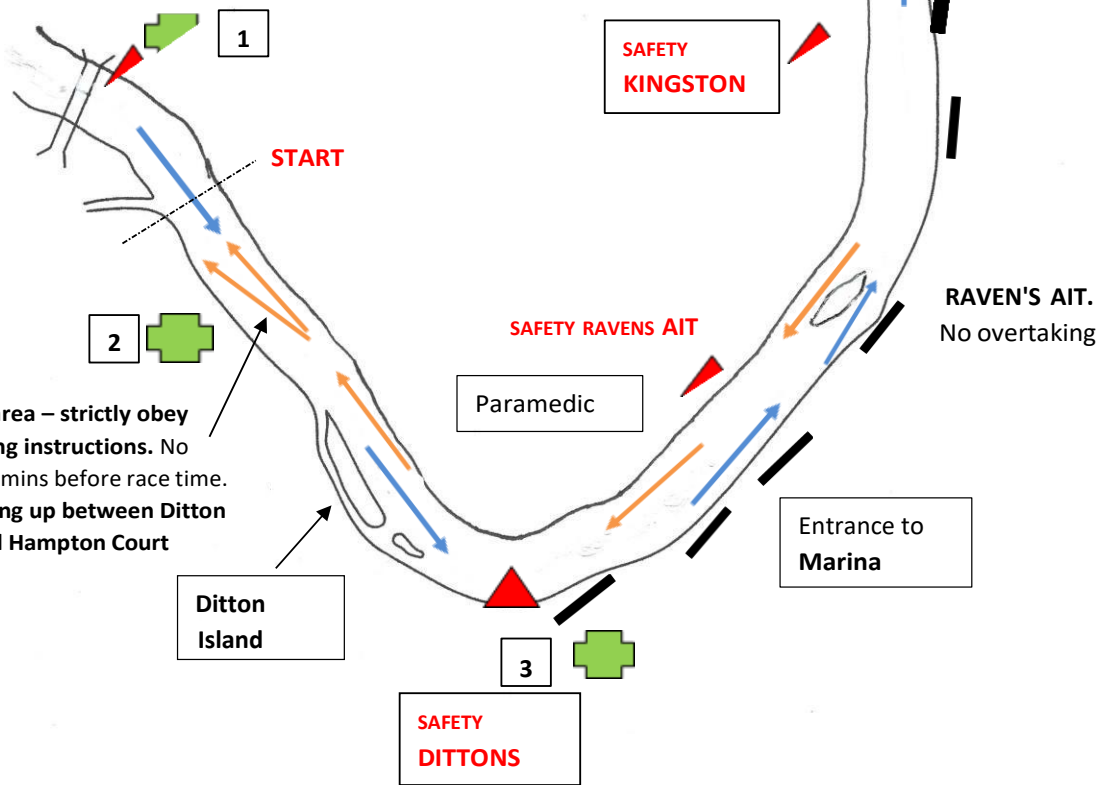 1
SAFETY
KINGSTON
START
RAVEN'S AIT.
No overtaking
2
SAFETY RAVENS AIT
Paramedic
area – strictly obey
ng instructions. No
mins before race time.
ng up between Ditton
Hampton Court
Entrance to
Marina
Ditton
Island
3
SAFETY
DITTONS